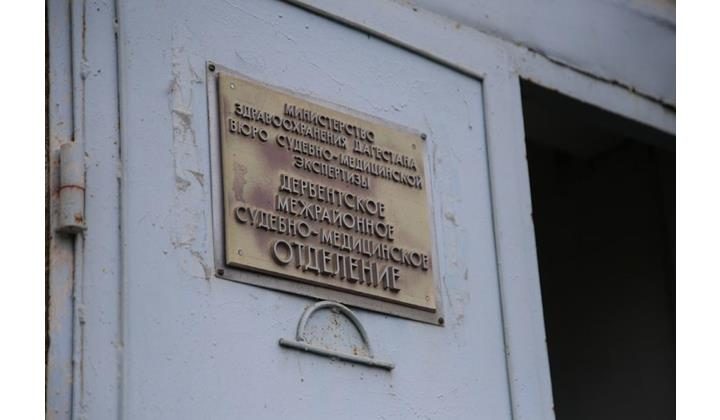 МИНИСТЕРСТВО
ЗДРАВООХРАНЕНИЯ ДАГЕСТАНА
БЮРО СУДЕБНО-МЕДИЦИНСКОЙ
ЭКСПЕРТИЗЫ
ДЕРБЕНТСКОЕ
МЕЖРАЙОННОЕ
СУДЕБНО-МЕДИЦИНСКОЕ
ОТДЕЛЕНИЕ